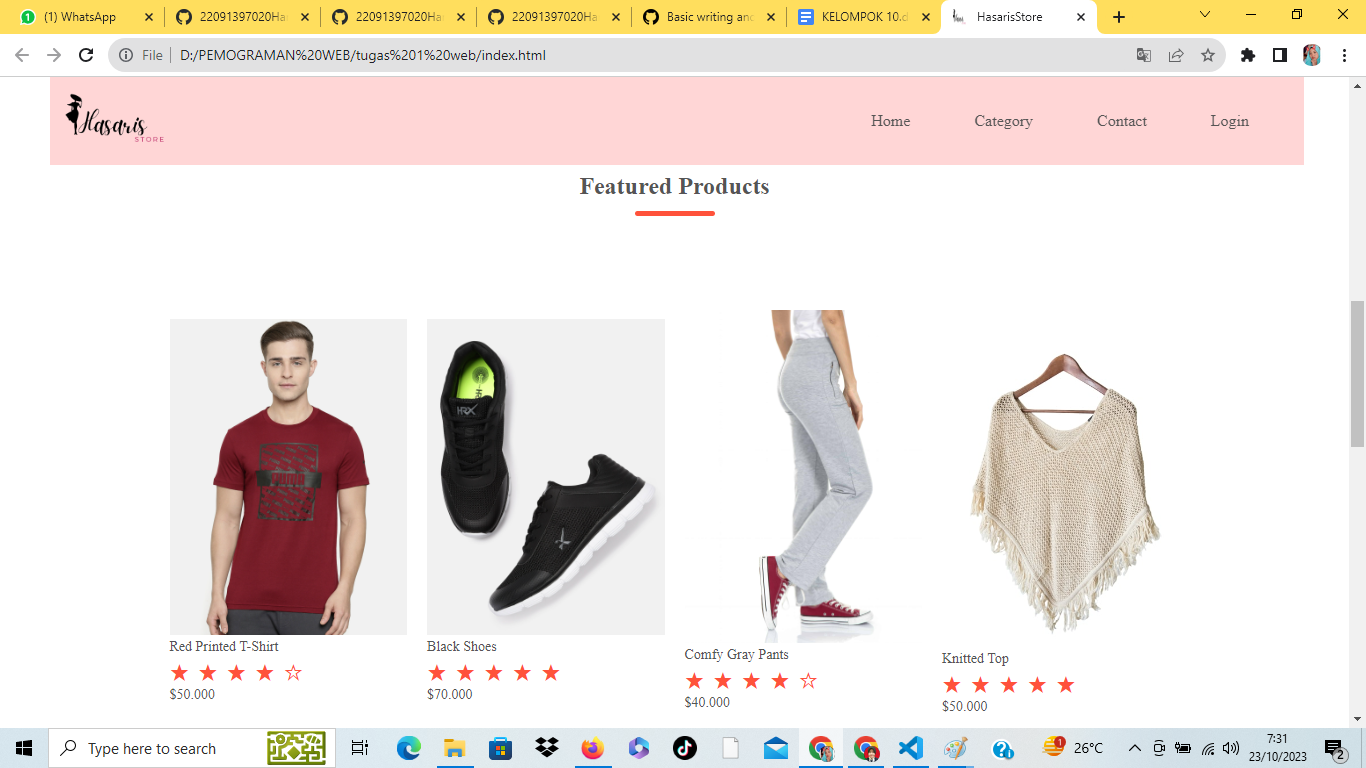 (1) WhatsApp
22091397020Ha
22091397020Ha
22091397020Ha
Basic writing and
KELOMPOK 10.d
HasarisStore
File
D:/PEMOGRAMAN%20WEB/tugas%201%20web/index.html
Hasaris
STORE
Home
Category
Contact
Login
Featured Products
HRX
Red Printed T-Shirt
Black Shoes
Comfy Gray Pants
Knitted Top
$50.000
$70.000
$40.000
$50.000
Type here to search
1
26°C
7:31
23/10/2023
2